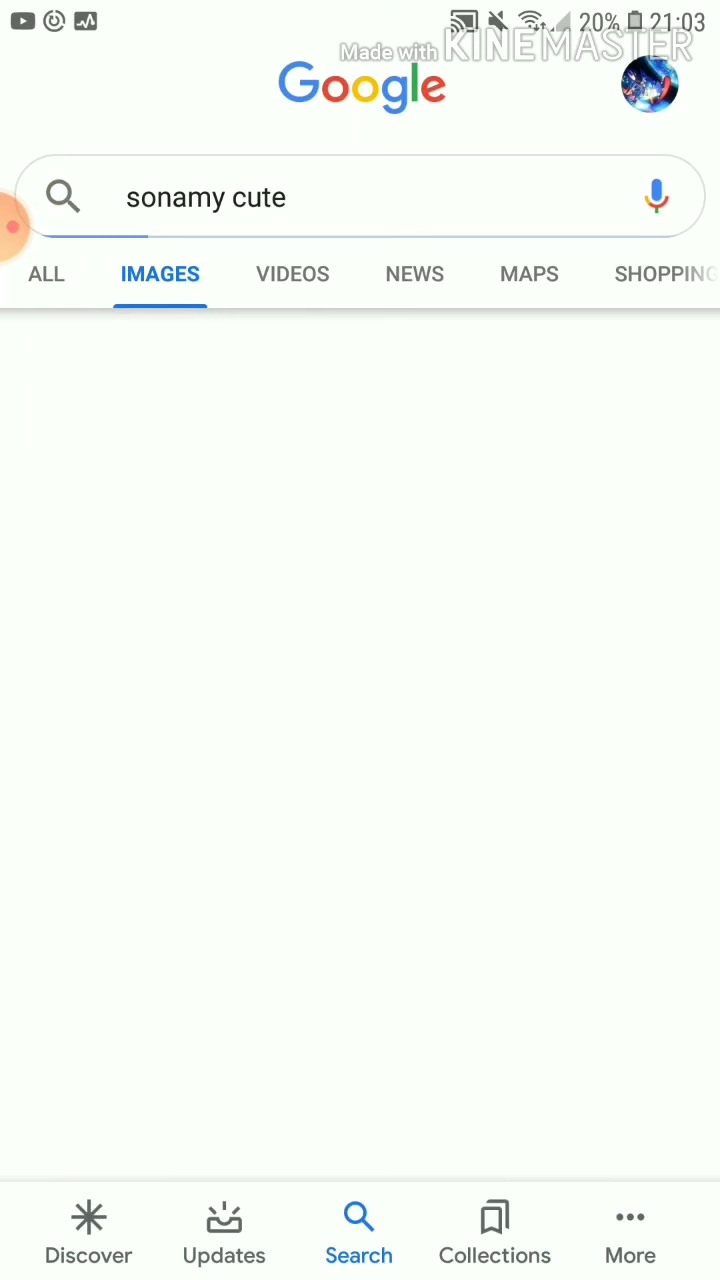 20% 21:03
Made with KINEMASTER
Google
sonamy cute
ALL IMAGES VIDEOS NEWS MAPS SHOPPING
Discover Updates Search Collections More